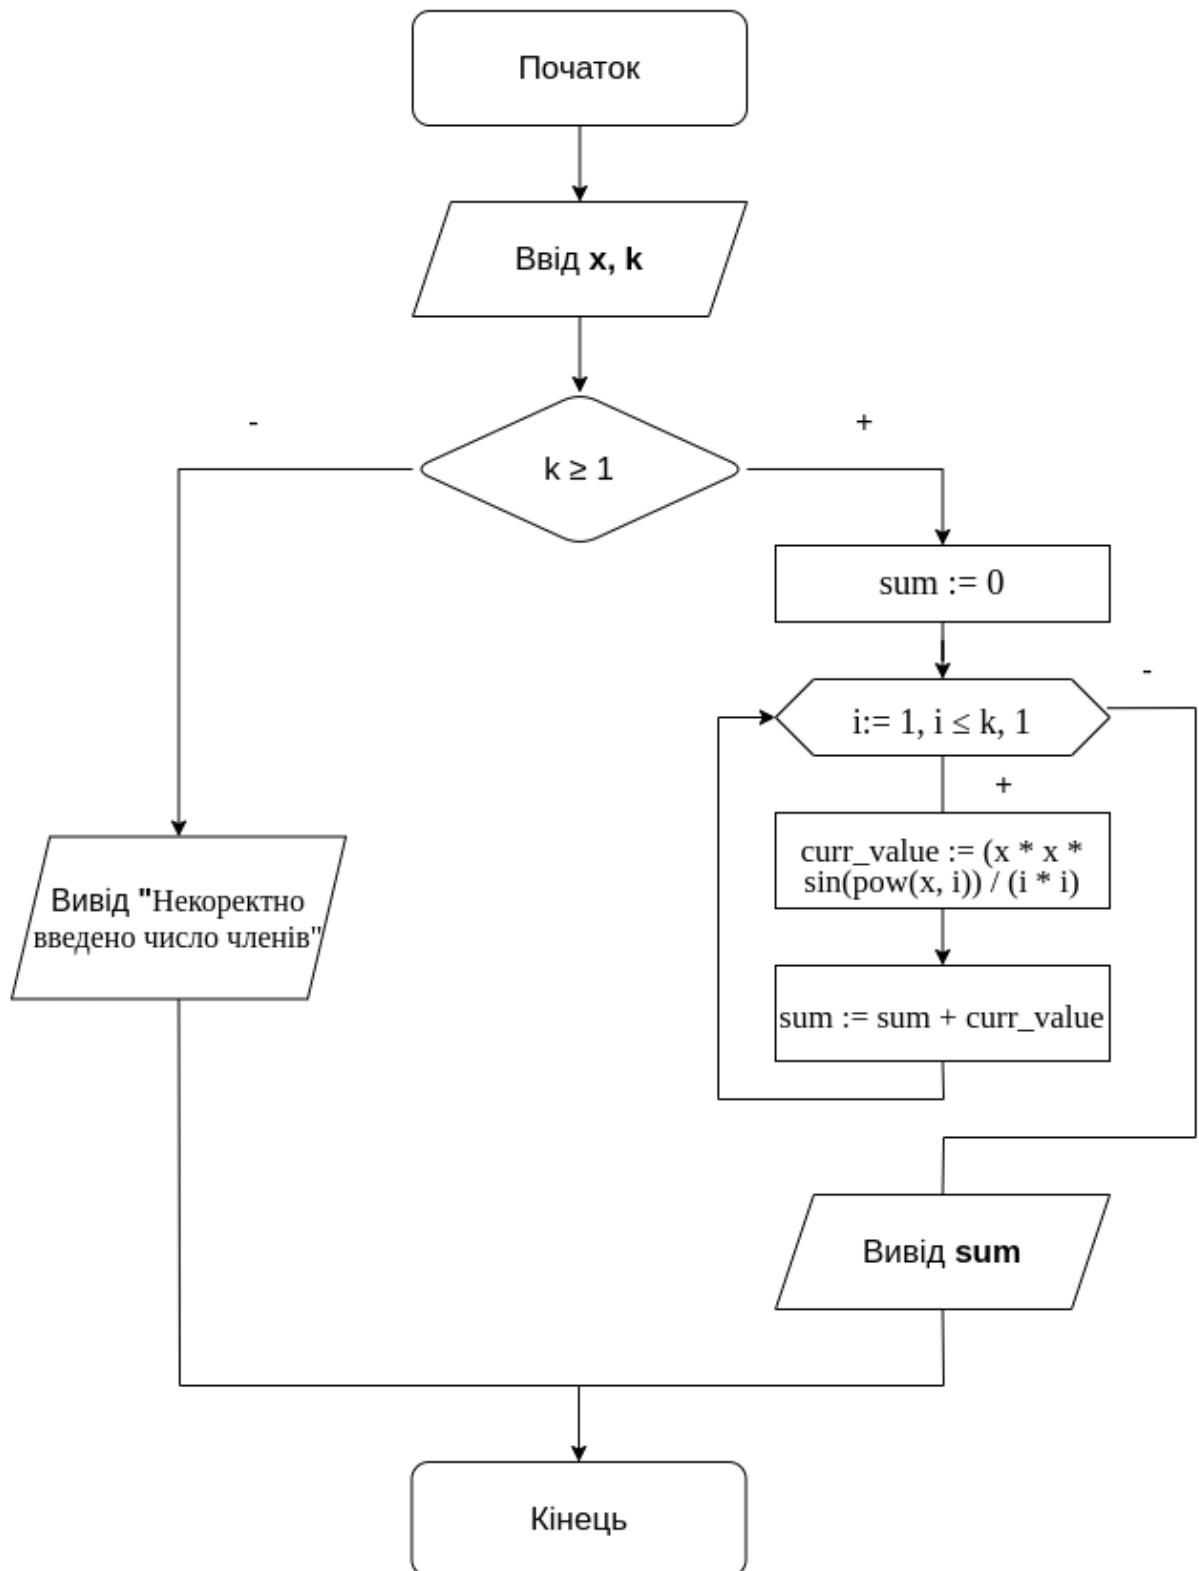 Початок
Ввід x, k
-
+
k ≥ 1
sum := 0
-
i:= 1, i ≤ k, 1
+
curr_value := (x * x *
sin(pow(x, i)) / (i * i)
Вивід "Некоректно
введено число членів"
sum := sum + curr_value
Вивід sum
Кінець